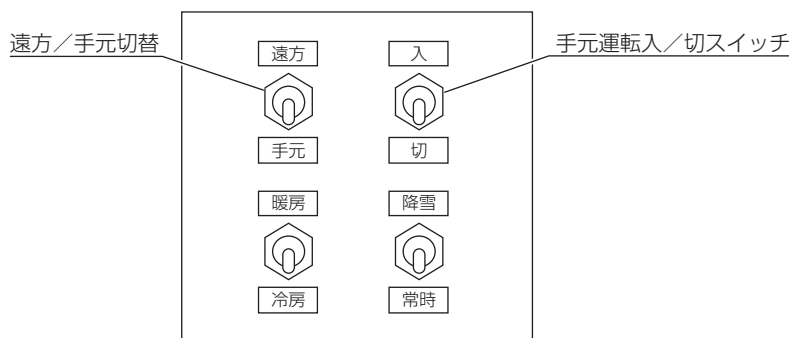 遠方／手元切替
手元運転入／切スイッチ
遠方
入
手元
切
暖房
降雪
冷房
常時